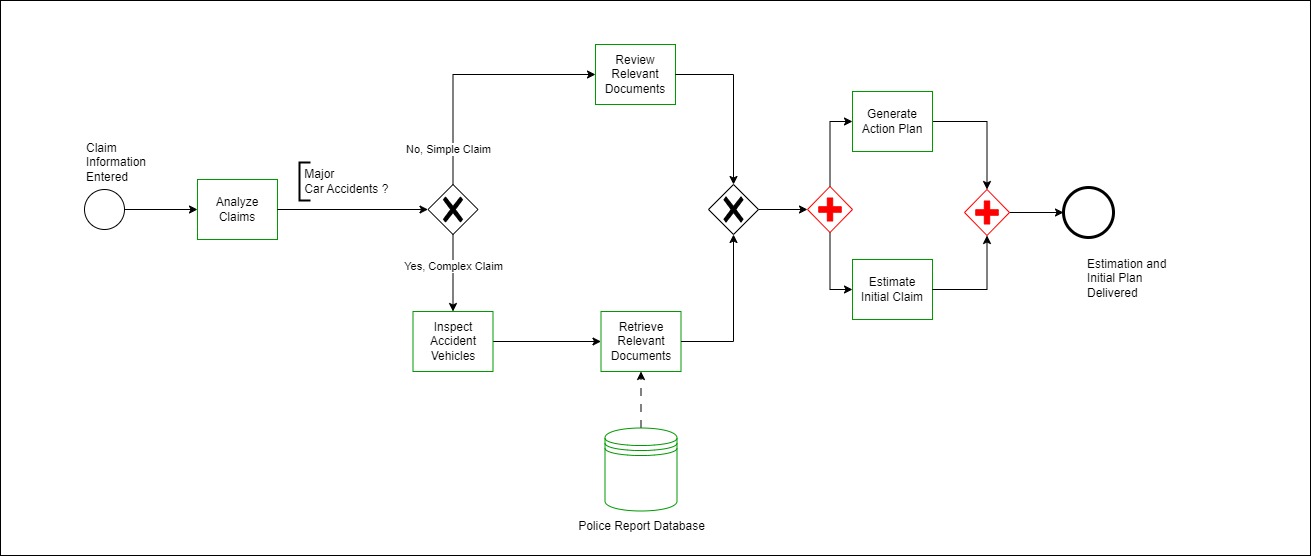 Claim
Information
Entered
Analyze
Claims
Major
Car Accidents ?
No, Simple Claim
Yes, Complex Claim
Review
Relevant
Documents
Inspect
Accident
Vehicles
Retrieve
Relevant
Documents
Police Report Database
Generate
Action Plan
Estimate
Initial Claim
Estimation and
Initial Plan
Delivered